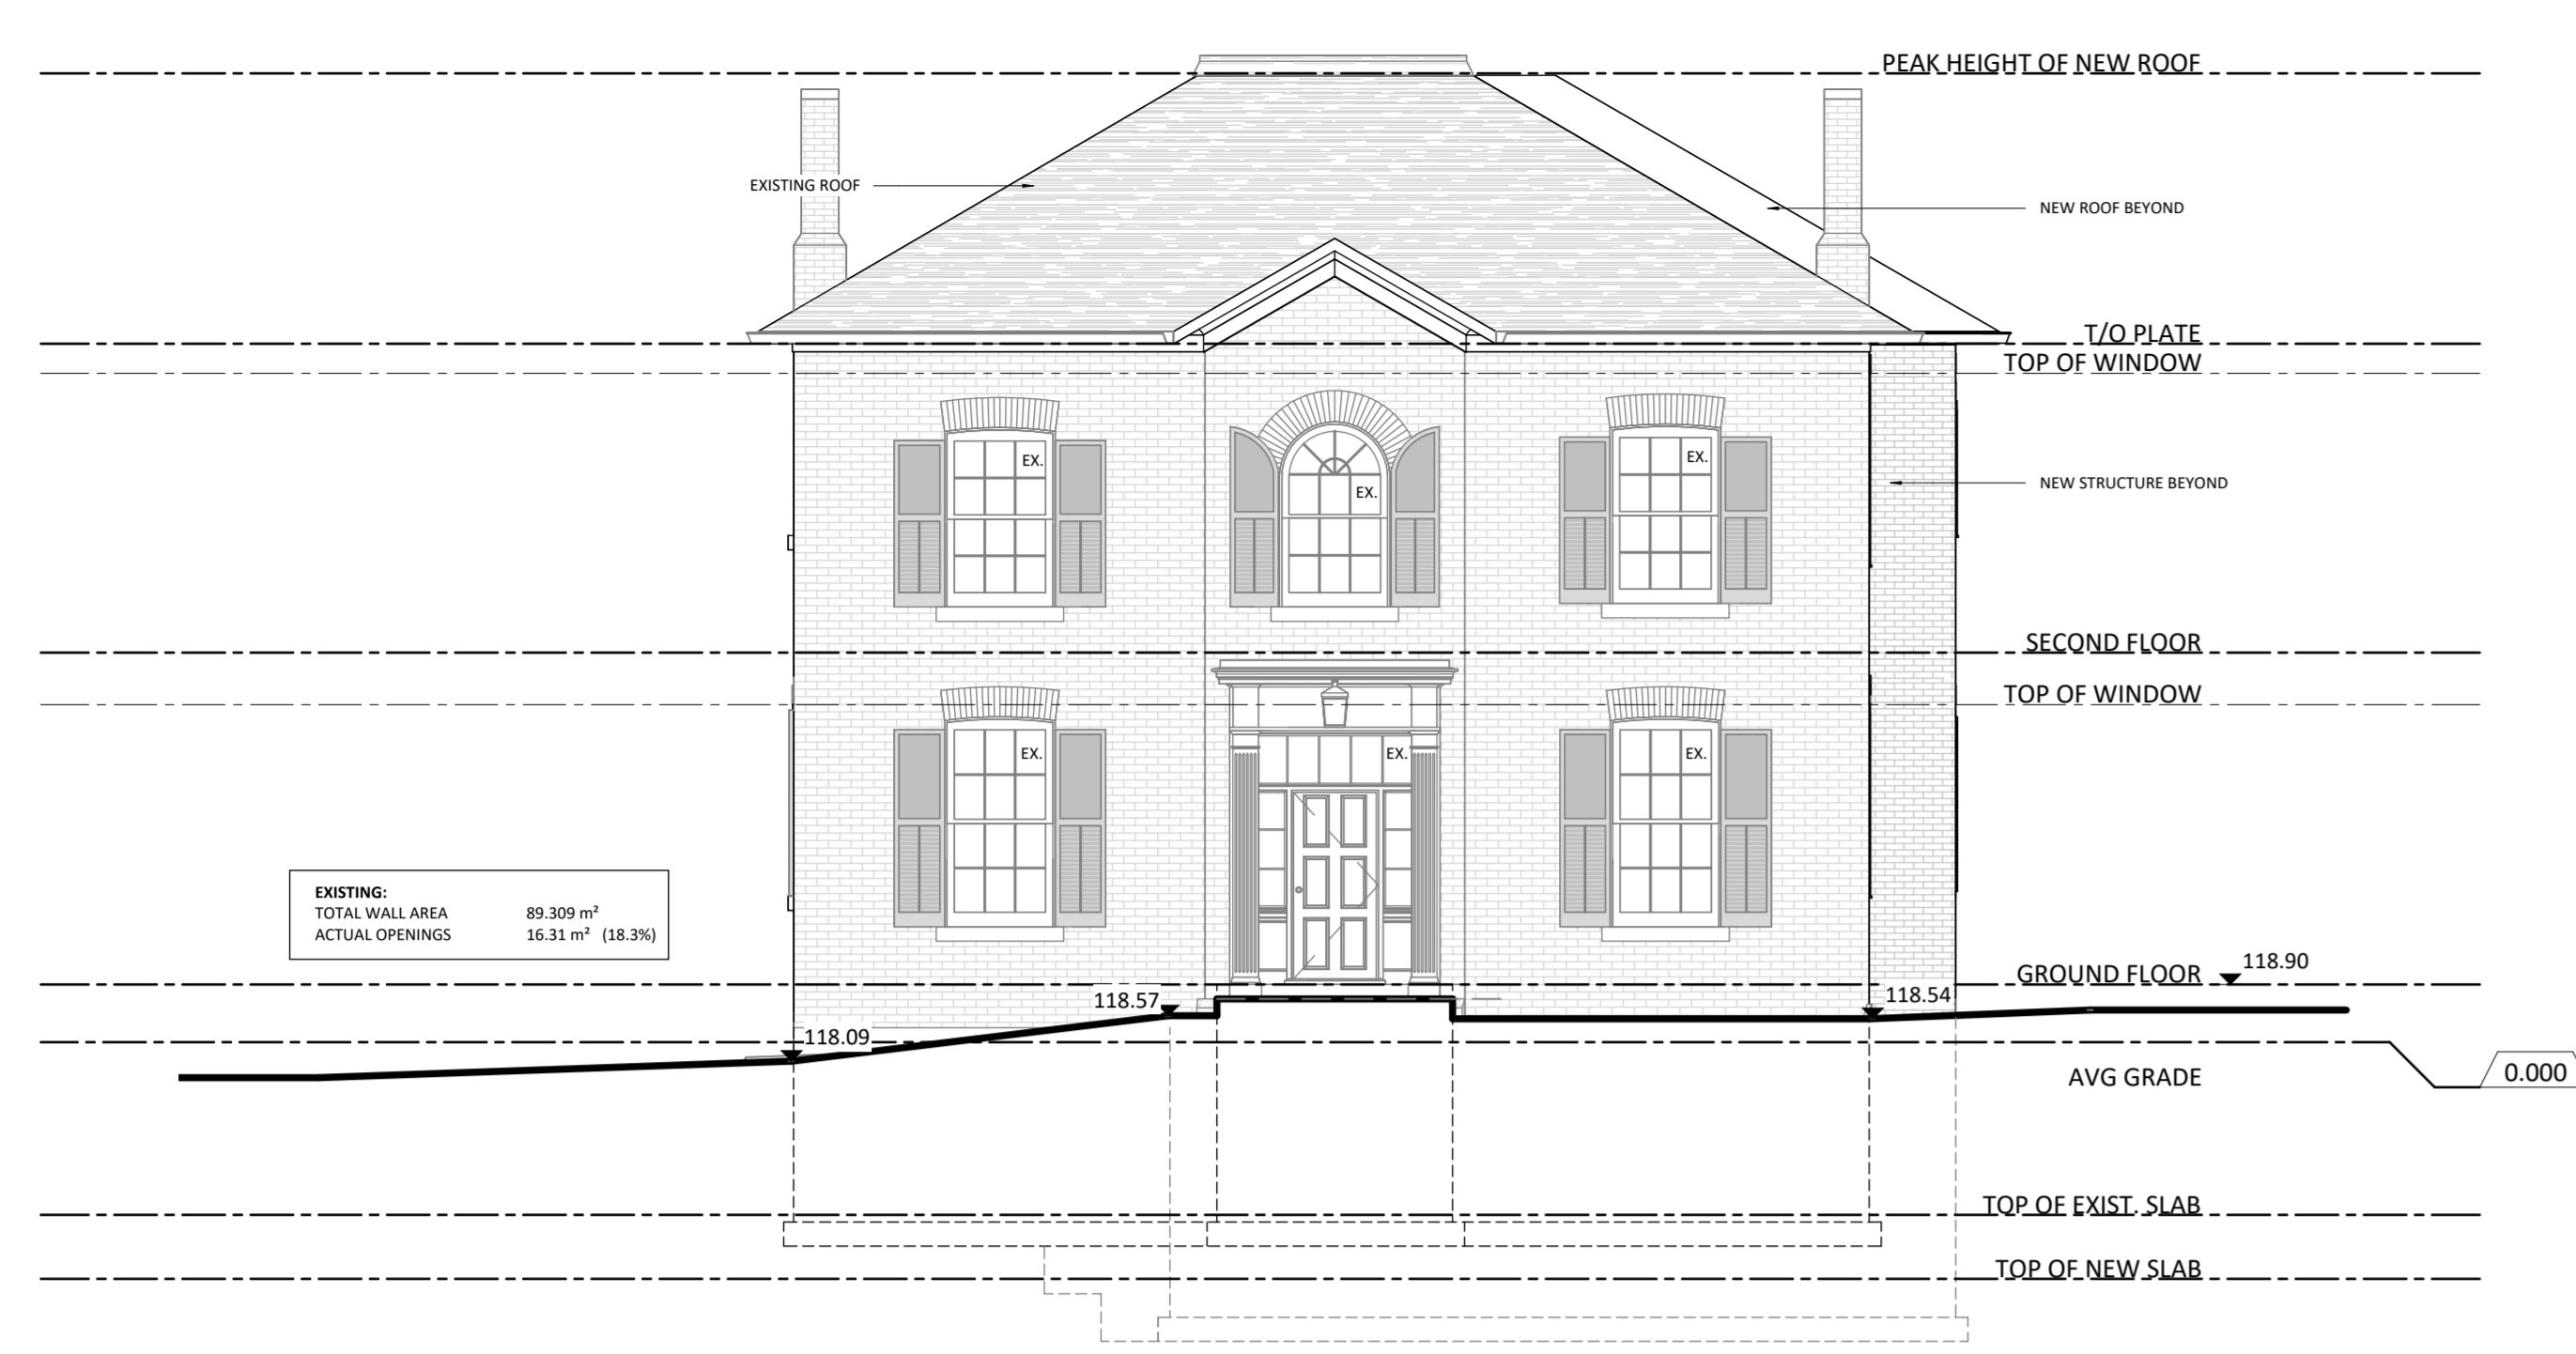 PEAK HEIGHT OF NEW ROOF
EXISTING ROOF
NEW ROOF BEYOND
T/O PLATE
TOP OF WINDOW
EX.
EX.
EX.
NEW STRUCTURE BEYOND
SECOND FLOOR
TOP OF WINDOW
EX.
EX.
EX.
EXISTING:
TOTAL WALL AREA 89.309 m²
ACTUAL OPENINGS 16.31 m² (18.3%)
GROUND FLOOR 118.90
118.57
118.54
118.09
AVG GRADE
0.000
TOP OF EXIST. SLAB
TOP OF NEW SLAB